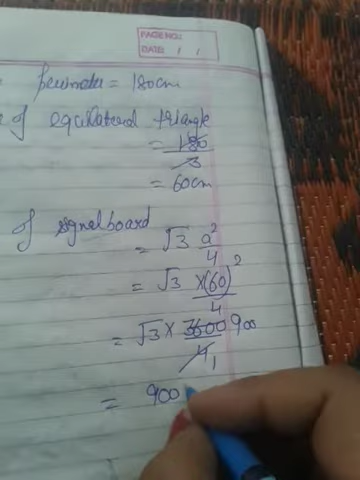 PAGE NO.:
DATE: / /
perimeter = 180cm
of equilateral triangle
= 180/3
= 60cm
of signalboard
= √3 a²/4
= √3 × (60)²/4
= √3 × 3600/4 900 1
= 900